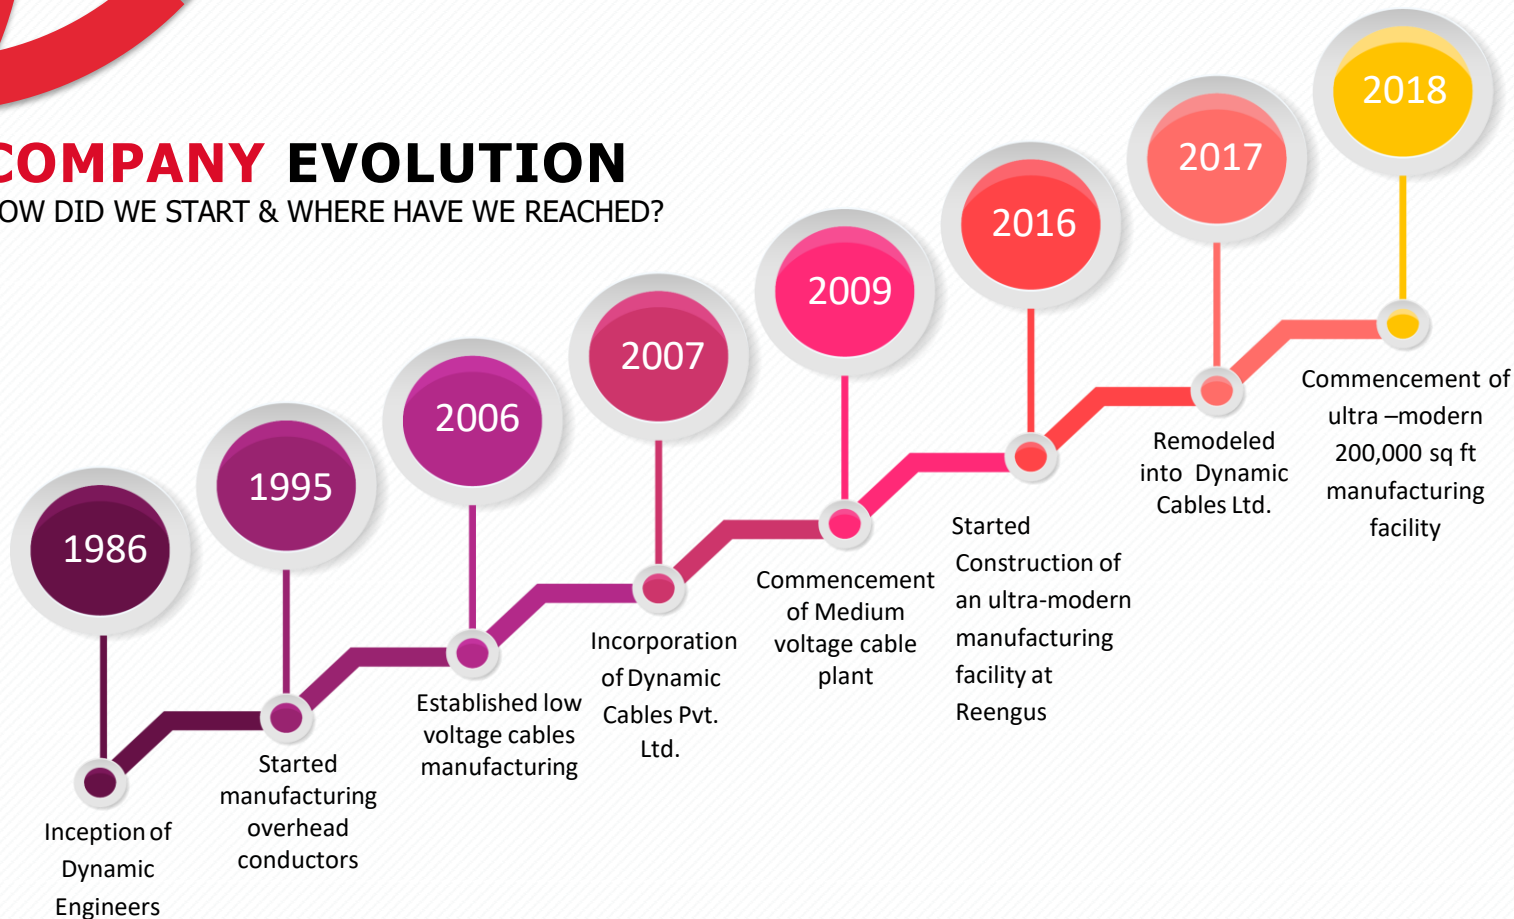 COMPANY EVOLUTION
OW DID WE START & WHERE HAVE WE REACHED?
1986
Inception of
Dynamic
Engineers
1995
Started
manufacturing
overhead
conductors
2006
Established low
voltage cables
manufacturing
2007
Incorporation
of Dynamic
Cables Pvt.
Ltd.
2009
Commencement
of Medium
voltage cable
plant
2016
Started
Construction of
an ultra-modern
manufacturing
facility at
Reengus
2017
Remodeled
into Dynamic
Cables Ltd.
2018
Commencement of
ultra –modern
200,000 sq ft
manufacturing
facility